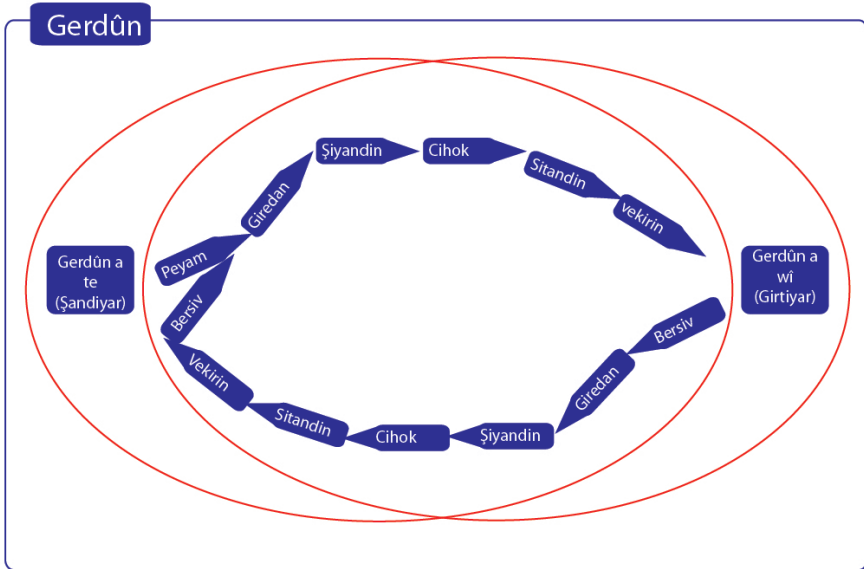 Gerdûn
Gerdûn a
te
(Şandiyar)
Peyam
Giredan
Şiyandin
Cihok
Sitandin
vekirin
Gerdûn a
wî
(Girtiyar)
Bersiv
Giredan
Şiyandin
Cihok
Sitandin
Vekirin
Bersiv